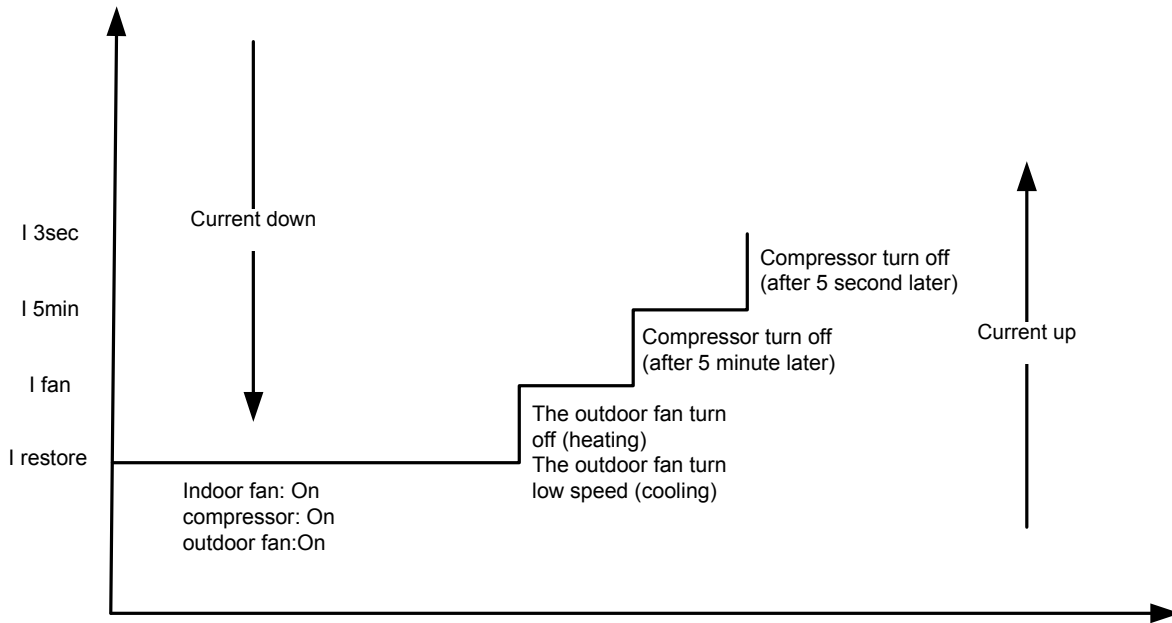 Current down
I 3sec
Compressor turn off
(after 5 second later)
I 5min
Compressor turn off
(after 5 minute later)
Current up
I fan
The outdoor fan turn
off (heating)
The outdoor fan turn
low speed (cooling)
I restore
Indoor fan: On
compressor: On
outdoor fan:On